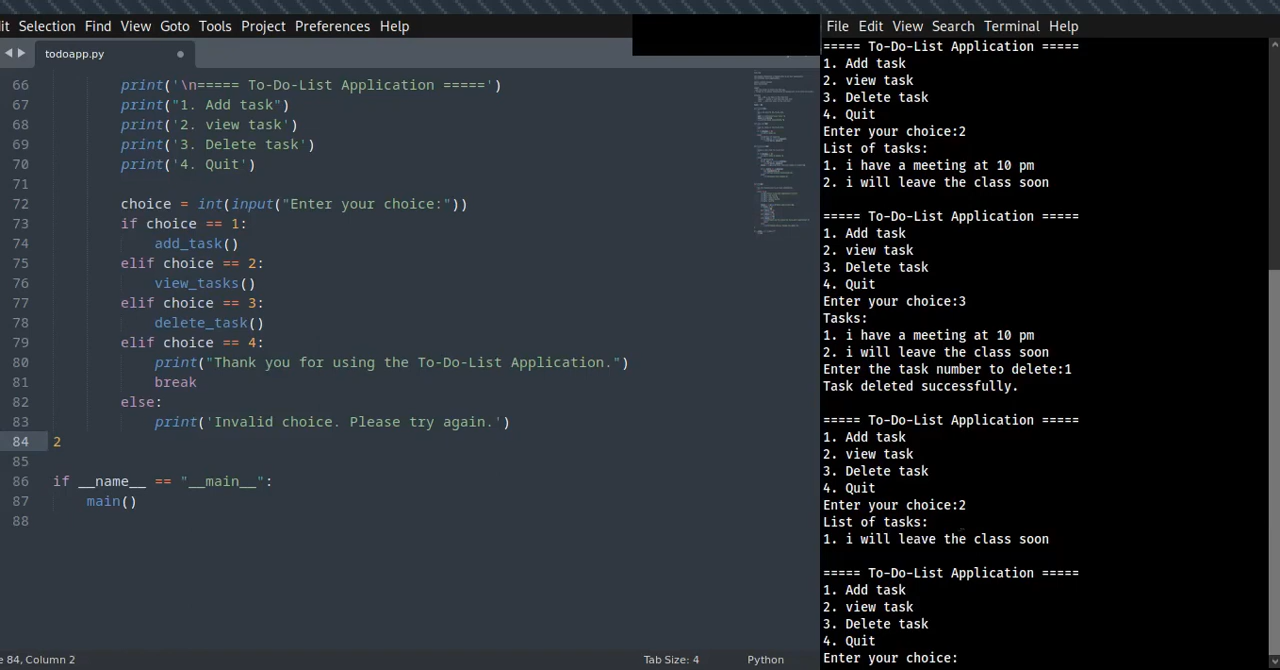 it Selection Find View Goto Tools Project Preferences Help
todoapp.py
66 print('\n===== To-Do-List Application =====')
67 print("1. Add task")
68 print('2. view task')
69 print('3. Delete task')
70 print('4. Quit')
71
72 choice = int(input("Enter your choice:"))
73 if choice == 1:
74 add_task()
75 elif choice == 2:
76 view_tasks()
77 elif choice == 3:
78 delete_task()
79 elif choice == 4:
80 print("Thank you for using the To-Do-List Application.")
81 break
82 else:
83 print('Invalid choice. Please try again.')
84 2
85
86 if __name__ == "__main__":
87 main()
88
e 84, Column 2
Tab Size: 4
Python
File Edit View Search Terminal Help
===== To-Do-List Application =====
1. Add task
2. view task
3. Delete task
4. Quit
Enter your choice:2
List of tasks:
1. i have a meeting at 10 pm
2. i will leave the class soon
===== To-Do-List Application =====
1. Add task
2. view task
3. Delete task
4. Quit
Enter your choice:3
Tasks:
1. i have a meeting at 10 pm
2. i will leave the class soon
Enter the task number to delete:1
Task deleted successfully.
===== To-Do-List Application =====
1. Add task
2. view task
3. Delete task
4. Quit
Enter your choice:2
List of tasks:
1. i will leave the class soon
===== To-Do-List Application =====
1. Add task
2. view task
3. Delete task
4. Quit
Enter your choice: